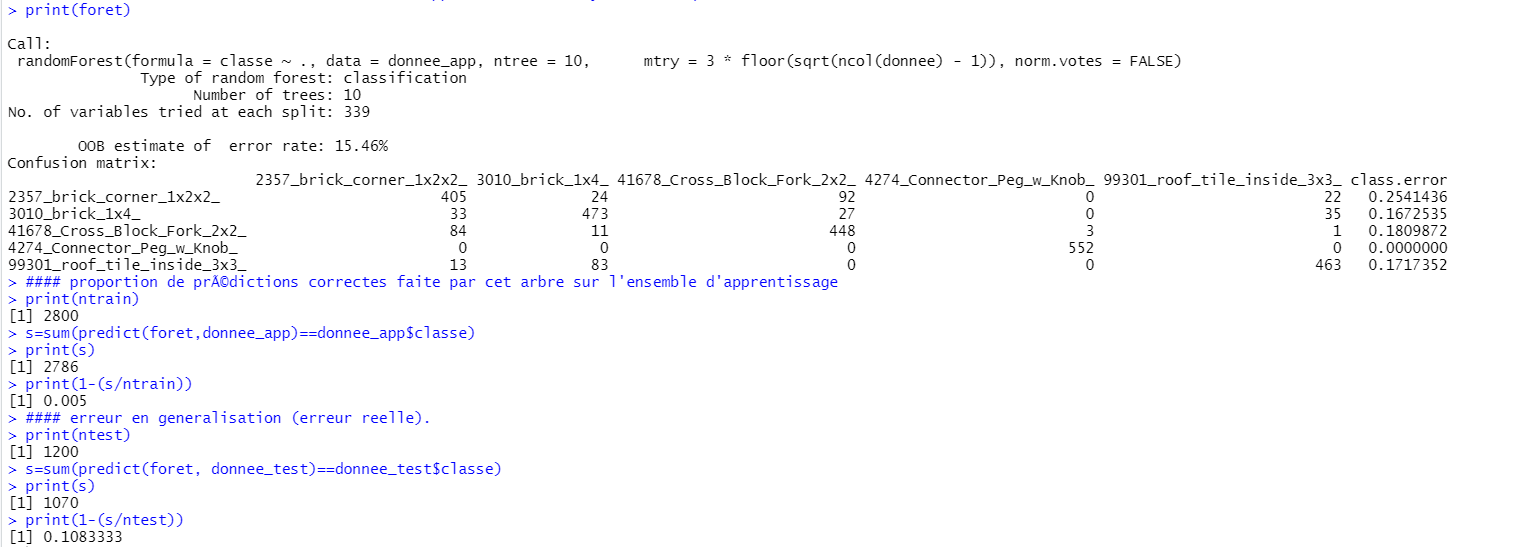 > print(foret)
Call:
randomForest(formula = classe ~ ., data = donnee_app, ntree = 10, mtry = 3 * floor(sqrt(ncol(donnee) - 1)), norm.votes = FALSE)
Type of random forest: classification
Number of trees: 10
No. of variables tried at each split: 339
OOB estimate of error rate: 15.46%
Confusion matrix:
2357_brick_corner_1x2x2_ 3010_brick_1x4_ 41678_Cross_Block_Fork_2x2_ 4274_Connector_Peg_w_Knob_ 99301_roof_tile_inside_3x3_ class.error
2357_brick_corner_1x2x2_ 405 24 92 0 22 0.2541436
3010_brick_1x4_ 33 473 27 0 35 0.1672535
41678_Cross_Block_Fork_2x2_ 84 11 448 3 1 0.1809872
4274_Connector_Peg_w_Knob_ 0 0 0 552 0 0.0000000
99301_roof_tile_inside_3x3_ 13 83 0 0 463 0.1717352
> #### proportion de prÃ©dictions correctes faite par cet arbre sur l'ensemble d'apprentissage
> print(ntrain)
[1] 2800
> s=sum(predict(foret,donnee_app)==donnee_app$classe)
> print(s)
[1] 2786
> print(1-(s/ntrain))
[1] 0.005
> #### erreur en generalisation (erreur reelle).
> print(ntest)
[1] 1200
> s=sum(predict(foret, donnee_test)==donnee_test$classe)
> print(s)
[1] 1070
> print(1-(s/ntest))
[1] 0.1083333